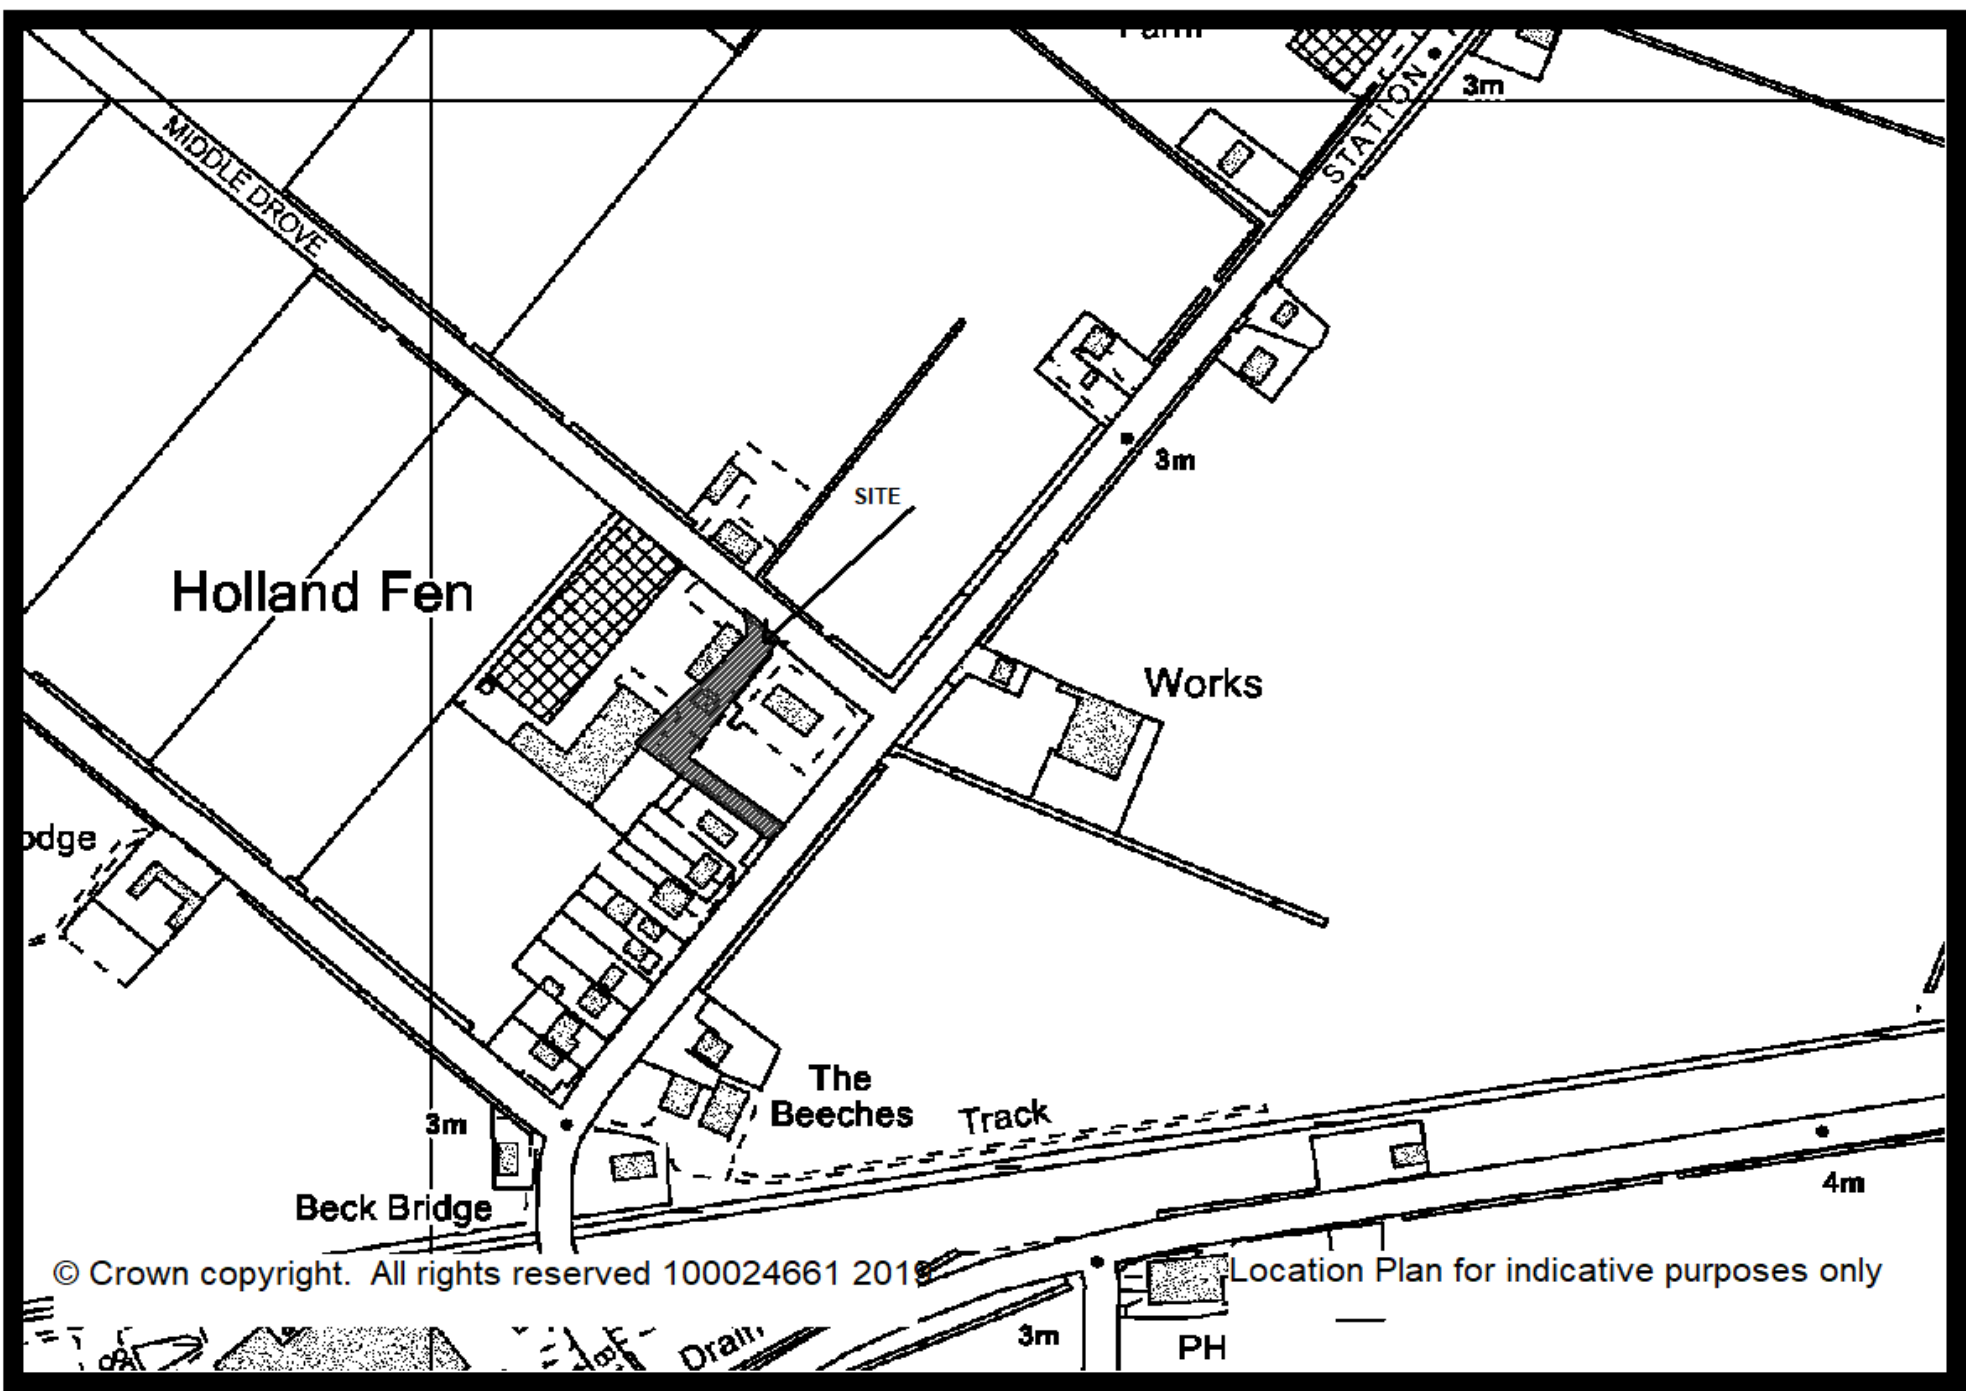 Farm
3m
STATION
MIDDLE DROVE
3m
SITE
Holland Fen
Works
odge
The
Beeches
Track
3m
4m
Beck Bridge
© Crown copyright. All rights reserved 100024661 2019
Location Plan for indicative purposes only
Drain
3m
PH